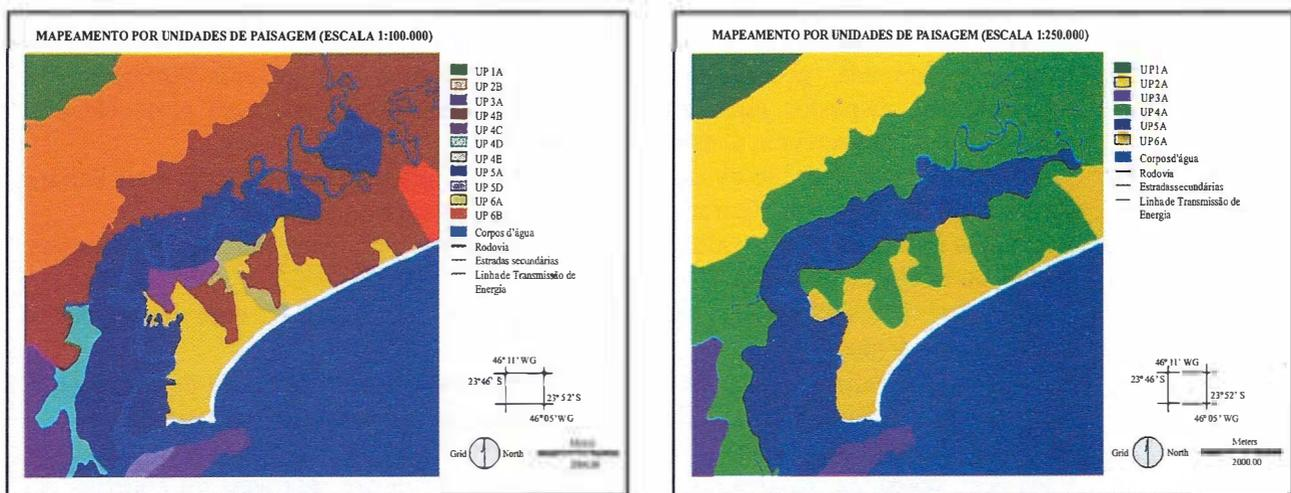 MAPEAMENTO POR UNIDADES DE PAISAGEM (ESCALA 1:100.000)
UP 1A
UP 2B
UP 3A
UP 4B
UP 4C
UP 4D
UP 4E
UP 5A
UP 5D
UP 6A
UP 6B
Corpos d'água
Rodovia
Estradas secundárias
Linha de Transmissão de
Energia
46° 11' WG
23°46' S
23° 52' S
46° 05' WG
Grid North
MAPEAMENTO POR UNIDADES DE PAISAGEM (ESCALA 1:250.000)
UP1A
UP2A
UP3A
UP4A
UP5A
UP6A
Corposd'água
Rodovia
Estradassecundárias
Linha de Transmissão de
Energia
46° 11' WG
23°46' S
23°52' S
46° 05' WG
Grid North
Meters
2000.00